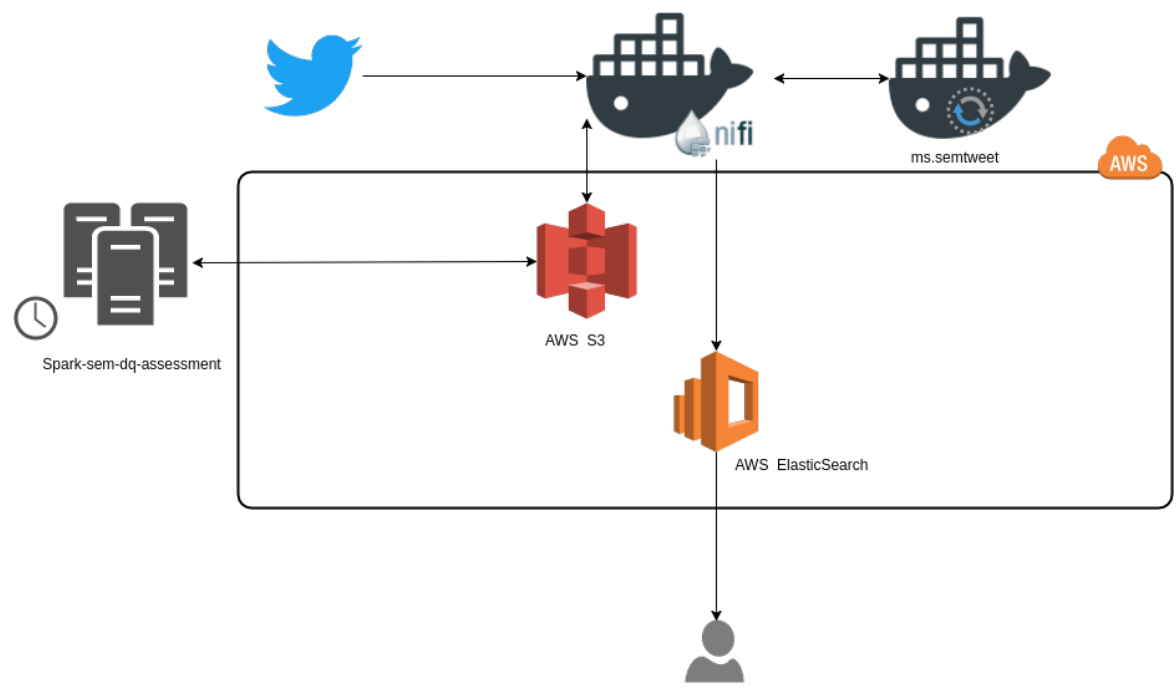 nifi
ms.semtweet
AWS
AWS S3
Spark-sem-dq-assessment
AWS ElasticSearch